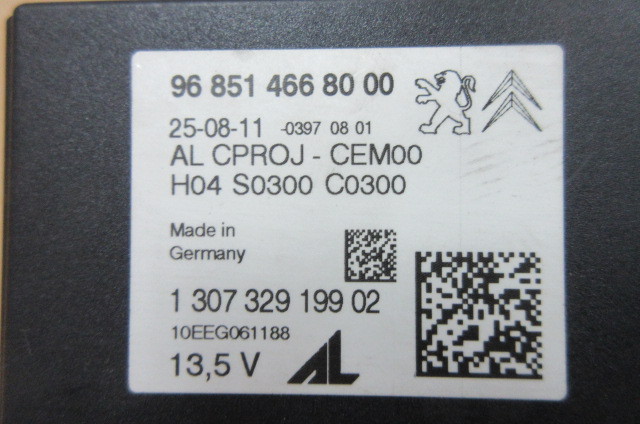 96 851 466 80 00
25-08-11 -0397 08 01
AL CPROJ - CEM00
H04 S0300 C0300
Made in
Germany
1 307 329 199 02
10EEG061188
13,5 V AL